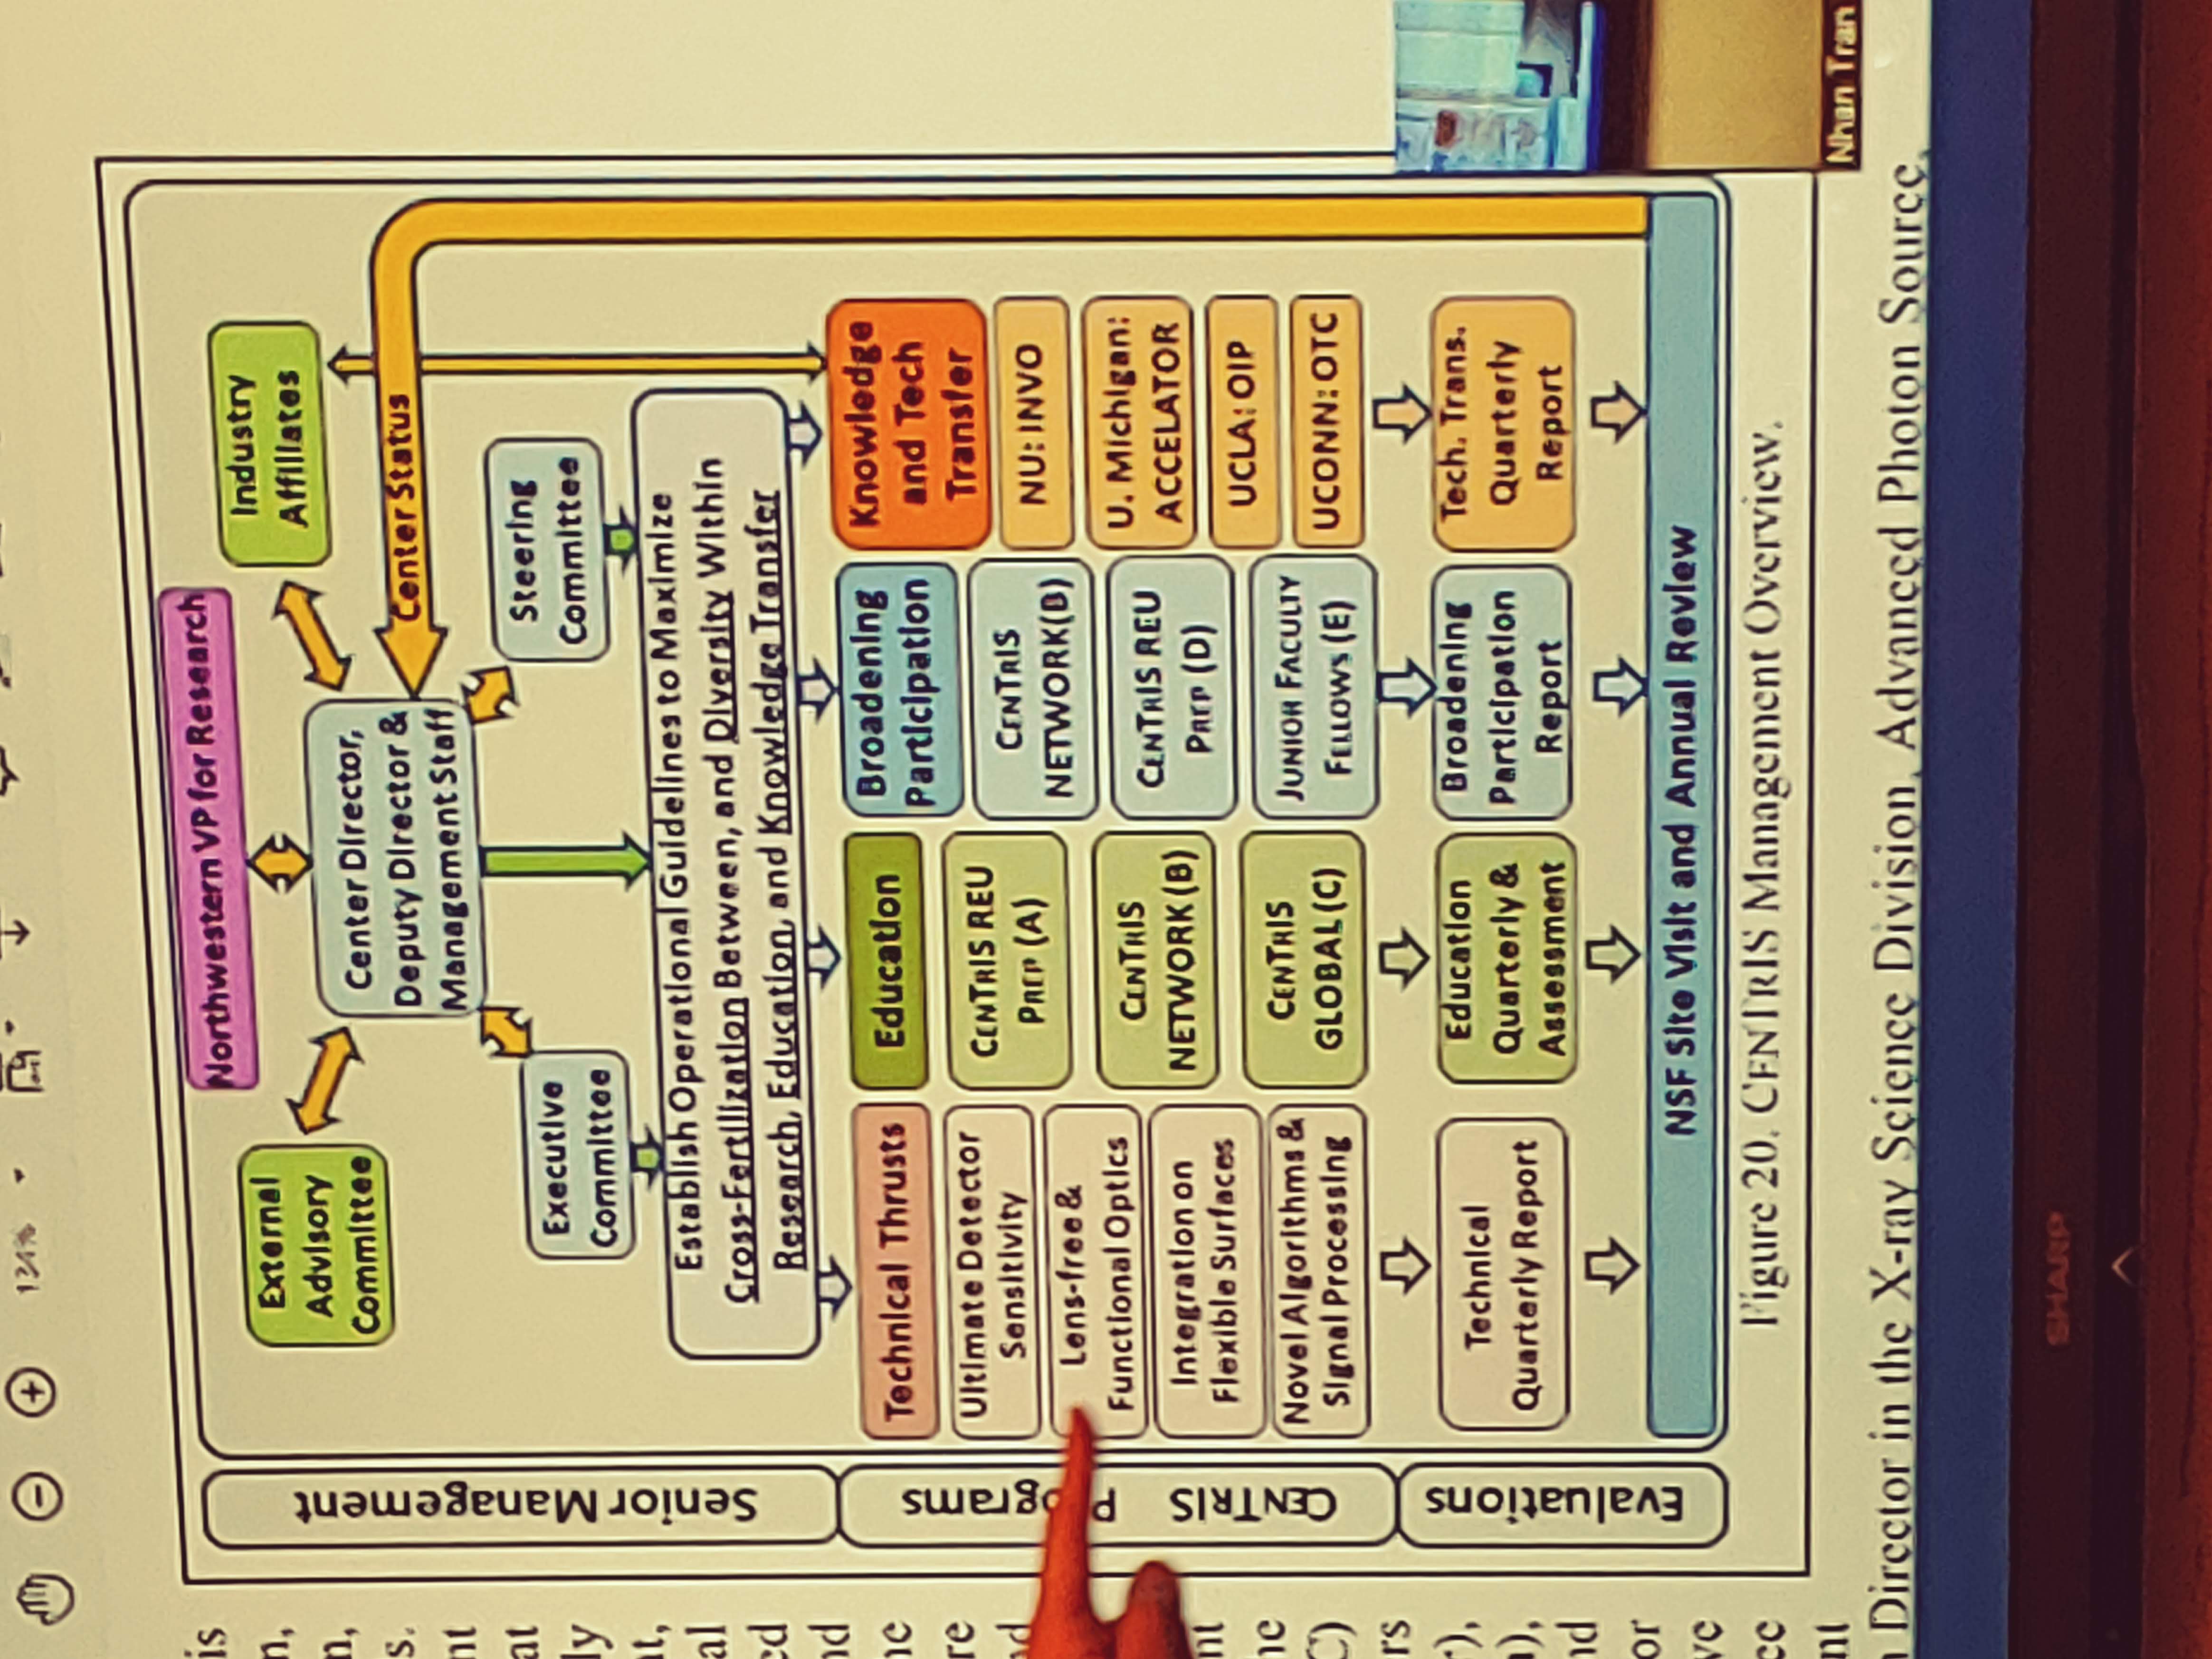 134%
is
n,
n,
s.
nt
at
ly
nt,
al
ed
nd
he
re
nd
nt
he
C)
rs
r),
n),
nd
or
ve
ce
nt
Senior Management
CENTRIS Programs
Evaluations
Northwestern VP for Research
External
Advisory
Committee
Industry
Affiliates
Center Director,
Deputy Director &
Management Staff
Center Status
Executive
Committee
Steering
Committee
Establish Operational Guidelines to Maximize
Cross-Fertilization Between, and Diversity Within
Research, Education, and Knowledge Transfer
Technical Thrusts
Ultimate Detector
Sensitivity
Lens-free &
Functional Optics
Integration on
Flexible Surfaces
Novel Algorithms &
Signal Processing
Technical
Quarterly Report
Education
CENTRIS REU
PREP (A)
CENTRIS
NETWORK (B)
CENTRIS
GLOBAL (C)
Education
Quarterly &
Assessment
Broadening
Participation
CENTRIS
NETWORK(B)
CENTRIS REU
PREP (D)
JUNIOR FACULTY
FELLOWS (E)
Broadening
Participation
Report
Knowledge
and Tech
Transfer
NU: INVO
U. Michigan:
ACCELATOR
UCLA: OIP
UCONN: OTC
Tech. Trans.
Quarterly
Report
NSF Site Visit and Annual Review
Figure 20. CENTRIS Management Overview.
Nhan Tran
Director in the X-ray Science Division, Advanced Photon Source,
SHARP